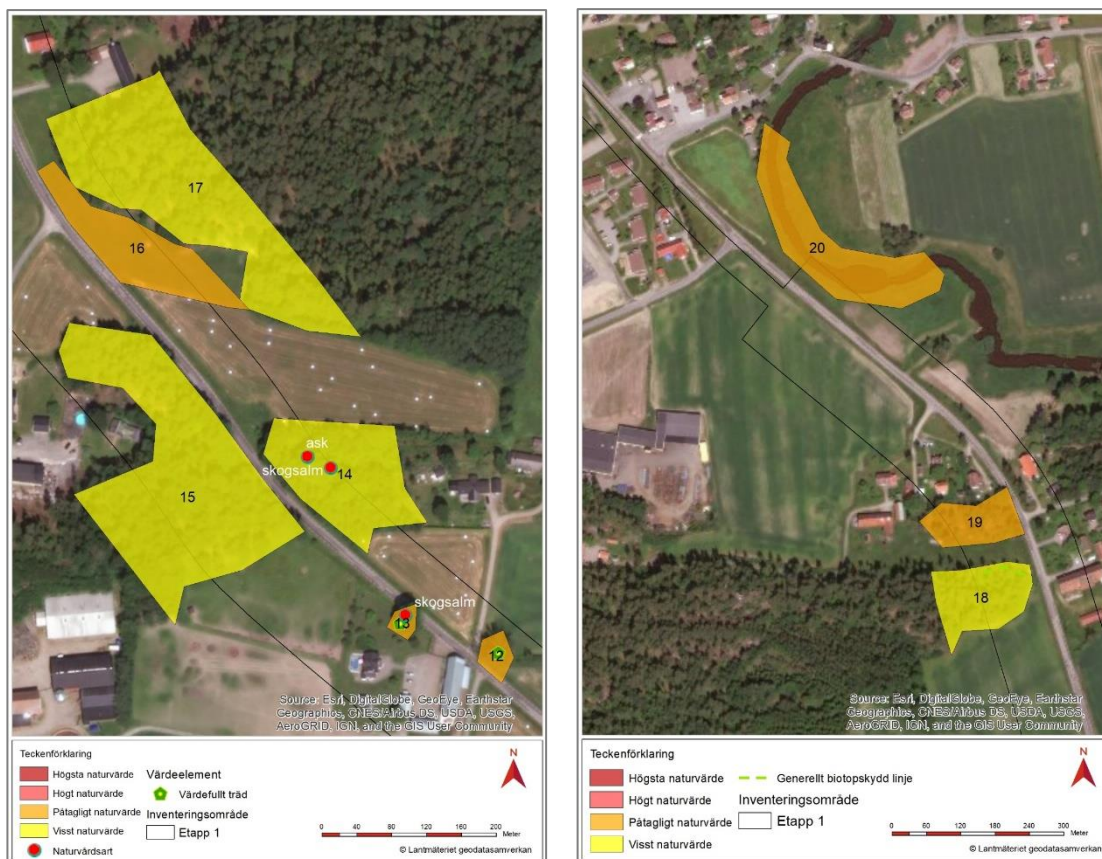 17
16
ask
skogsalm
14
15
skogsalm
13
12
Source: Esri, DigitalGlobe, GeoEye, Earthstar
Geographics, CNES/Airbus DS, USDA, USGS,
AeroGRID, IGN, and the GIS User Community
Teckenförklaring
Högsta naturvärde
Högt naturvärde
Påtagligt naturvärde
Visst naturvärde
Naturvårdsart
Värdeelement
Värdefullt träd
Inventeringsområde
Etapp 1
N
0 40 80 120 160 200
Meter
© Lantmäteriet geodatasamverkan
20
19
18
Source: Esri, DigitalGlobe, GeoEye, Earthstar
Geographics, CNES/Airbus DS, USDA, USGS,
AeroGRID, IGN, and the GIS User Community
Teckenförklaring
Högsta naturvärde
Högt naturvärde
Påtagligt naturvärde
Visst naturvärde
Generellt biotopskydd linje
Inventeringsområde
Etapp 1
N
0 60 120 180 240 300
Meter
© Lantmäteriet geodatasamverkan